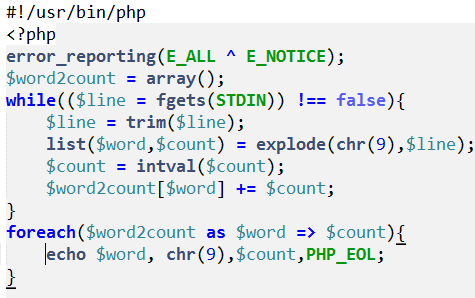 #!/usr/bin/php
<?php
error_reporting(E_ALL ^ E_NOTICE);
$word2count = array();
while(($line = fgets(STDIN)) !== false){
    $line = trim($line);
    list($word,$count) = explode(chr(9),$line);
    $count = intval($count);
    $word2count[$word] += $count;
}
foreach($word2count as $word => $count){
    echo $word, chr(9),$count,PHP_EOL;
}